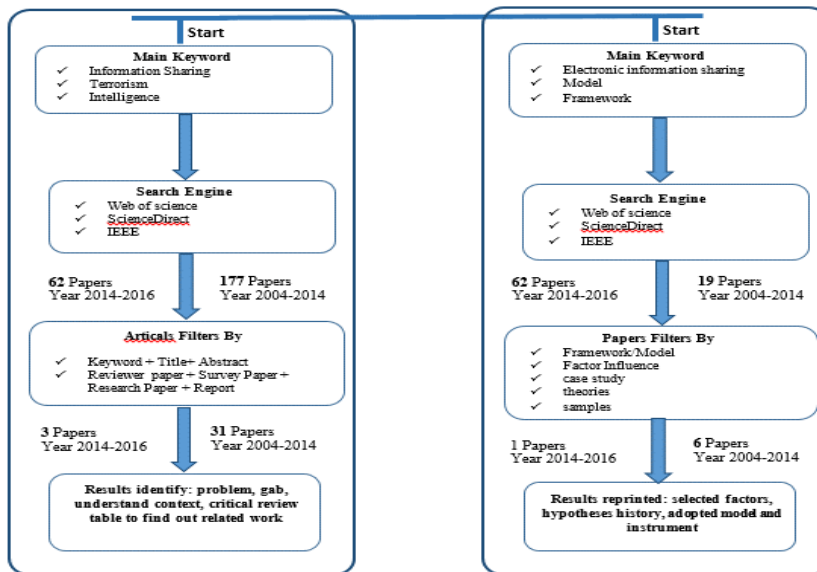 Start
Main Keyword
✓ Information Sharing
✓ Terrorism
✓ Intelligence
Search Engine
✓ Web of science
✓ ScienceDirect
✓ IEEE
62 Papers
Year 2014-2016
177 Papers
Year 2004-2014
Articals Filters By
✓ Keyword + Title+ Abstract
✓ Reviewer paper + Survey Paper +
Research Paper + Report
3 Papers
Year 2014-2016
31 Papers
Year 2004-2014
Results identify: problem, gab,
understand context, critical review
table to find out related work
Start
Main Keyword
✓ Electronic information sharing
✓ Model
✓ Framework
Search Engine
✓ Web of science
✓ ScienceDirect
✓ IEEE
62 Papers
Year 2014-2016
19 Papers
Year 2004-2014
Papers Filters By
✓ Framework/Model
✓ Factor Influence
✓ case study
✓ theories
✓ samples
1 Papers
Year 2014-2016
6 Papers
Year 2004-2014
Results reprinted: selected factors,
hypotheses history, adopted model and
instrument